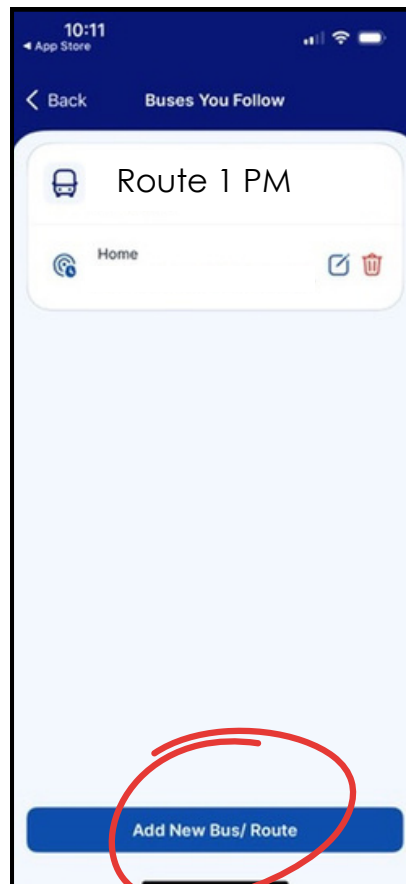 10:11
App Store
Back Buses You Follow
Route 1 PM
Home
Add New Bus/ Route